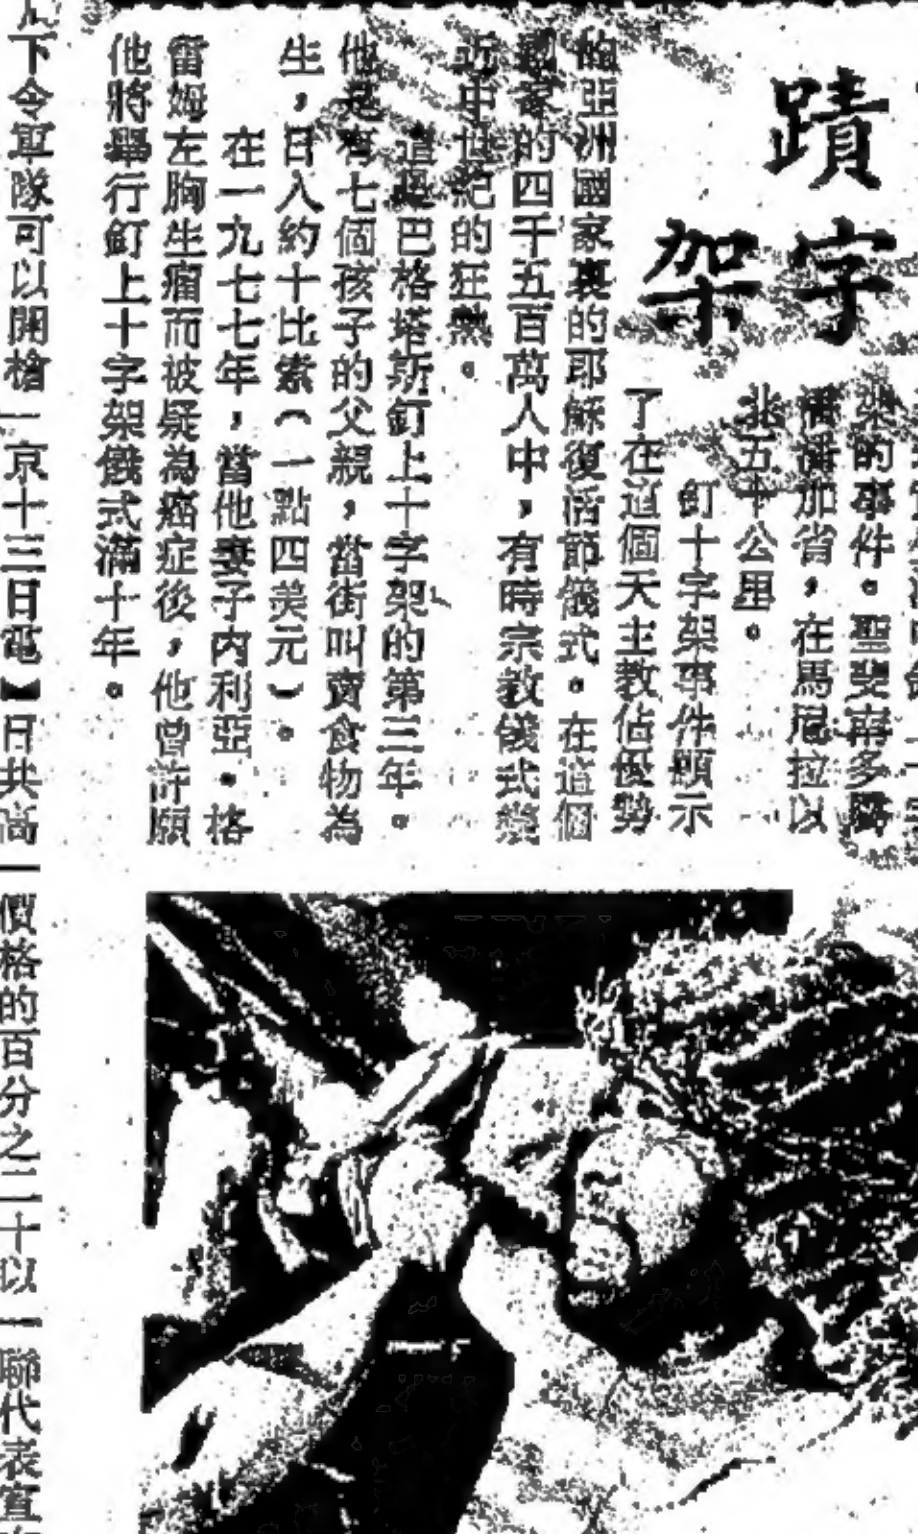 蹟
字
架
架的事件。聖斐南多
加省，在馬尼拉以
北五十公里。
釘十字架事件顯示
了在這個天主教佔優勢
的亞洲國家裏的耶穌復活節儀式。在這個
國家的四千五百萬人中，有時宗教儀式幾
近中世紀的狂熱。
這是巴格塔斯釘上十字架的第三年。
他是有七個孩子的父親，當街叫賣食物為
生，日入約十比索（一點四美元）。
在一九七七年，當他妻子內利亞・格
雷姆左胸生瘤而被疑為癌症後，他曾許願
他將舉行釘上十字架儀式滿十年。
下令軍隊可以開槍
京十三日電】日共高
價格的百分之二十以
聯代表宣